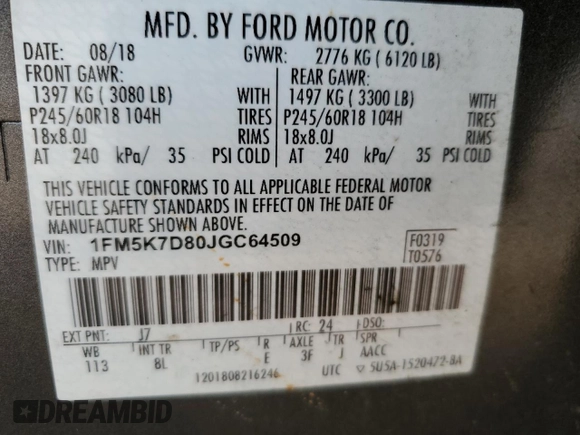 MFD. BY FORD MOTOR CO.
DATE: 08/18 GVWR: 2776 KG ( 6120 LB)
FRONT GAWR: REAR GAWR:
1397 KG ( 3080 LB) WITH 1497 KG ( 3300 LB) WITH
P245/60R18 104H TIRES P245/60R18 104H TIRES
18x8.0J RIMS 18x8.0J RIMS
AT 240 kPa/ 35 PSI COLD AT 240 kPa/ 35 PSI COLD
THIS VEHICLE CONFORMS TO ALL APPLICABLE FEDERAL MOTOR
VEHICLE SAFETY STANDARDS IN EFFECT ON THE DATE OF
MANUFACTURE SHOWN ABOVE.
VIN: 1FM5K7D80JGC64509 F0319
TYPE: MPV T0576
EXT PNT: J7 RC: 24 DSO:
WB INT TR TP/PS R AXLE TR SPR
113 8L E 3F J AACC
1201808216246 UTC ▽ 5USA-1520472-BA
DREAMBID